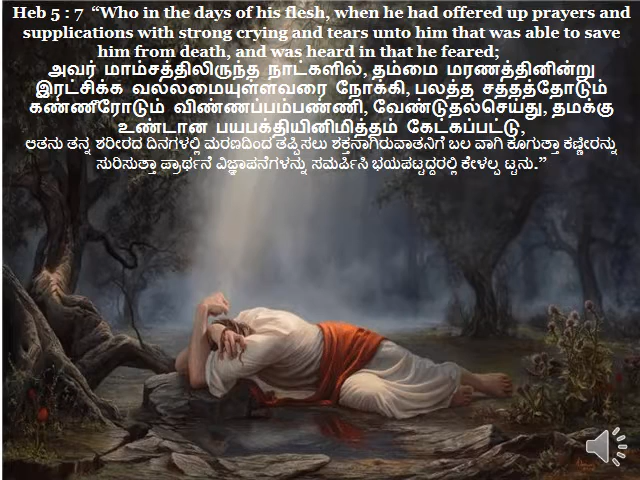 Heb 5 : 7 “Who in the days of his flesh, when he had offered up prayers and
supplications with strong crying and tears unto him that was able to save
him from death, and was heard in that he feared;
அவர் மாம்சத்திலிருந்த நாட்களில், தம்மை மரணத்தினின்று
இரட்சிக்க வல்லமையுள்ளவரை நோக்கி, பலத்த சத்தத்தோடும்
கண்ணீரோடும் விண்ணப்பம்பண்ணி, வேண்டுதல்செய்து, தமக்கு
உண்டான பயபக்தியினிமித்தம் கேட்கப்பட்டு,
ಆತನು ತನ್ನ ಶರೀರದ ದಿನಗಳಲ್ಲಿ ಮರಣದಿಂದ ತಪ್ಪಿಸಲು ಶಕ್ತನಾಗಿರುವಾತನಿಗೆ ಬಲ ವಾಗಿ ಕೂಗುತ್ತಾ ಕಣ್ಣೀರನ್ನು
ಸುರಿಸುತ್ತಾ ಪ್ರಾರ್ಥನೆ ವಿಜ್ಞಾಪನೆಗಳನ್ನು ಸಮರ್ಪಿಸಿ ಭಯಪಟ್ಟದ್ದರಲ್ಲಿ ಕೇಳಲ್ಪ ಟ್ಟನು.”